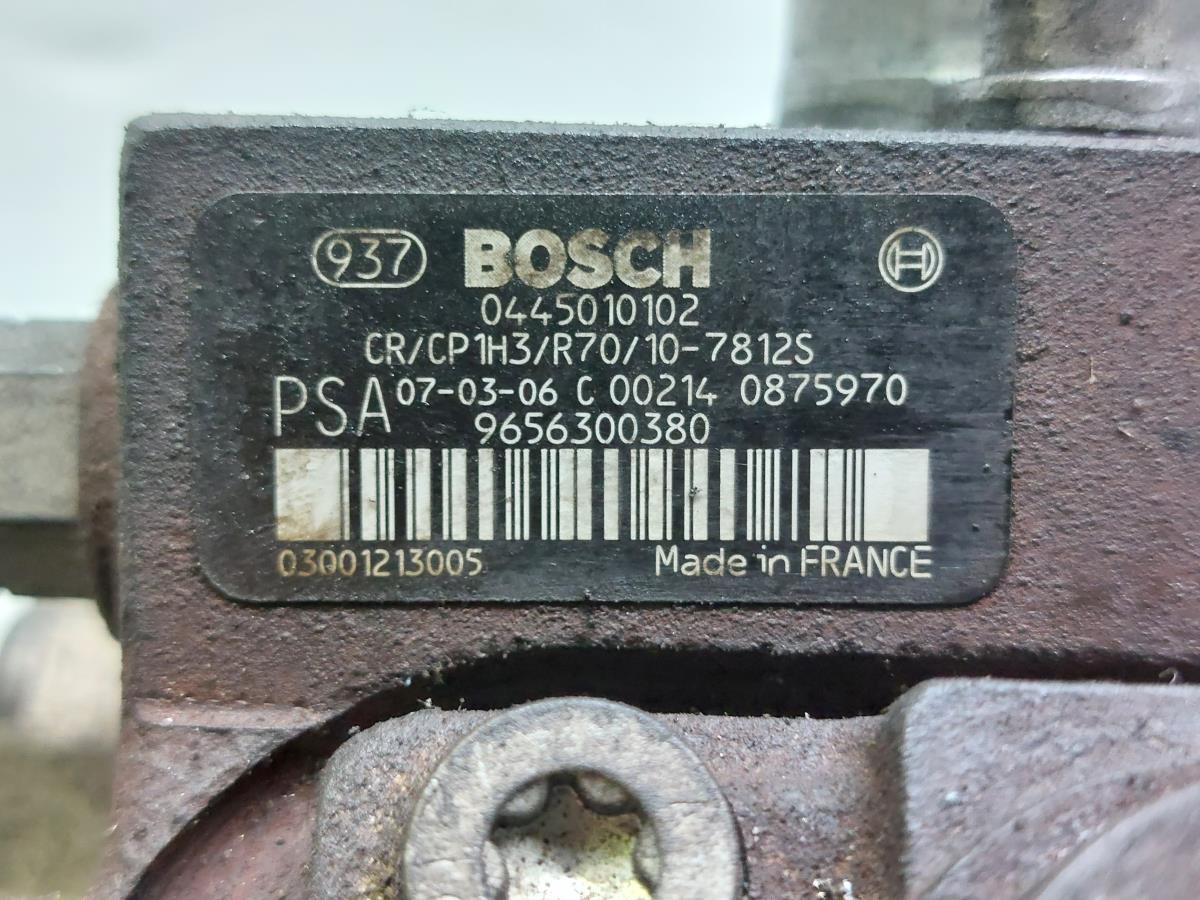 937 BOSCH
0445010102
CR/CP1H3/R70/10-7812S
PSA 07-03-06 C 00214 0875970
9656300380
03001213005 Made in FRANCE